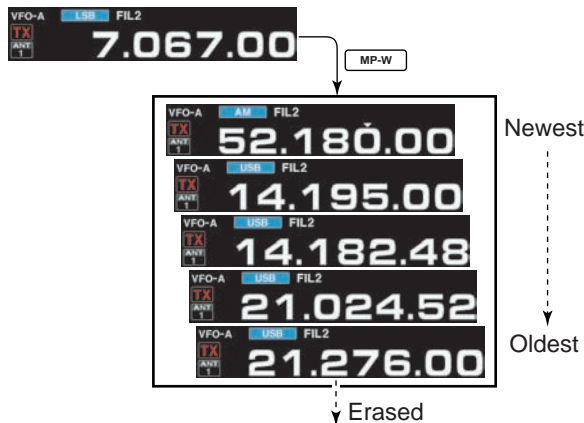 VFO-A LSB FIL2
TX
ANT
1
7.067.00
MP-W
VFO-A AM FIL2
TX
ANT
1
52.180.00
Newest
VFO-A USB FIL2
TX
ANT
1
14.195.00
VFO-A USB FIL2
TX
ANT
1
14.182.48
VFO-A USB FIL2
TX
ANT
1
21.024.52
VFO-A USB FIL2
TX
ANT
1
21.276.00
Oldest
Erased